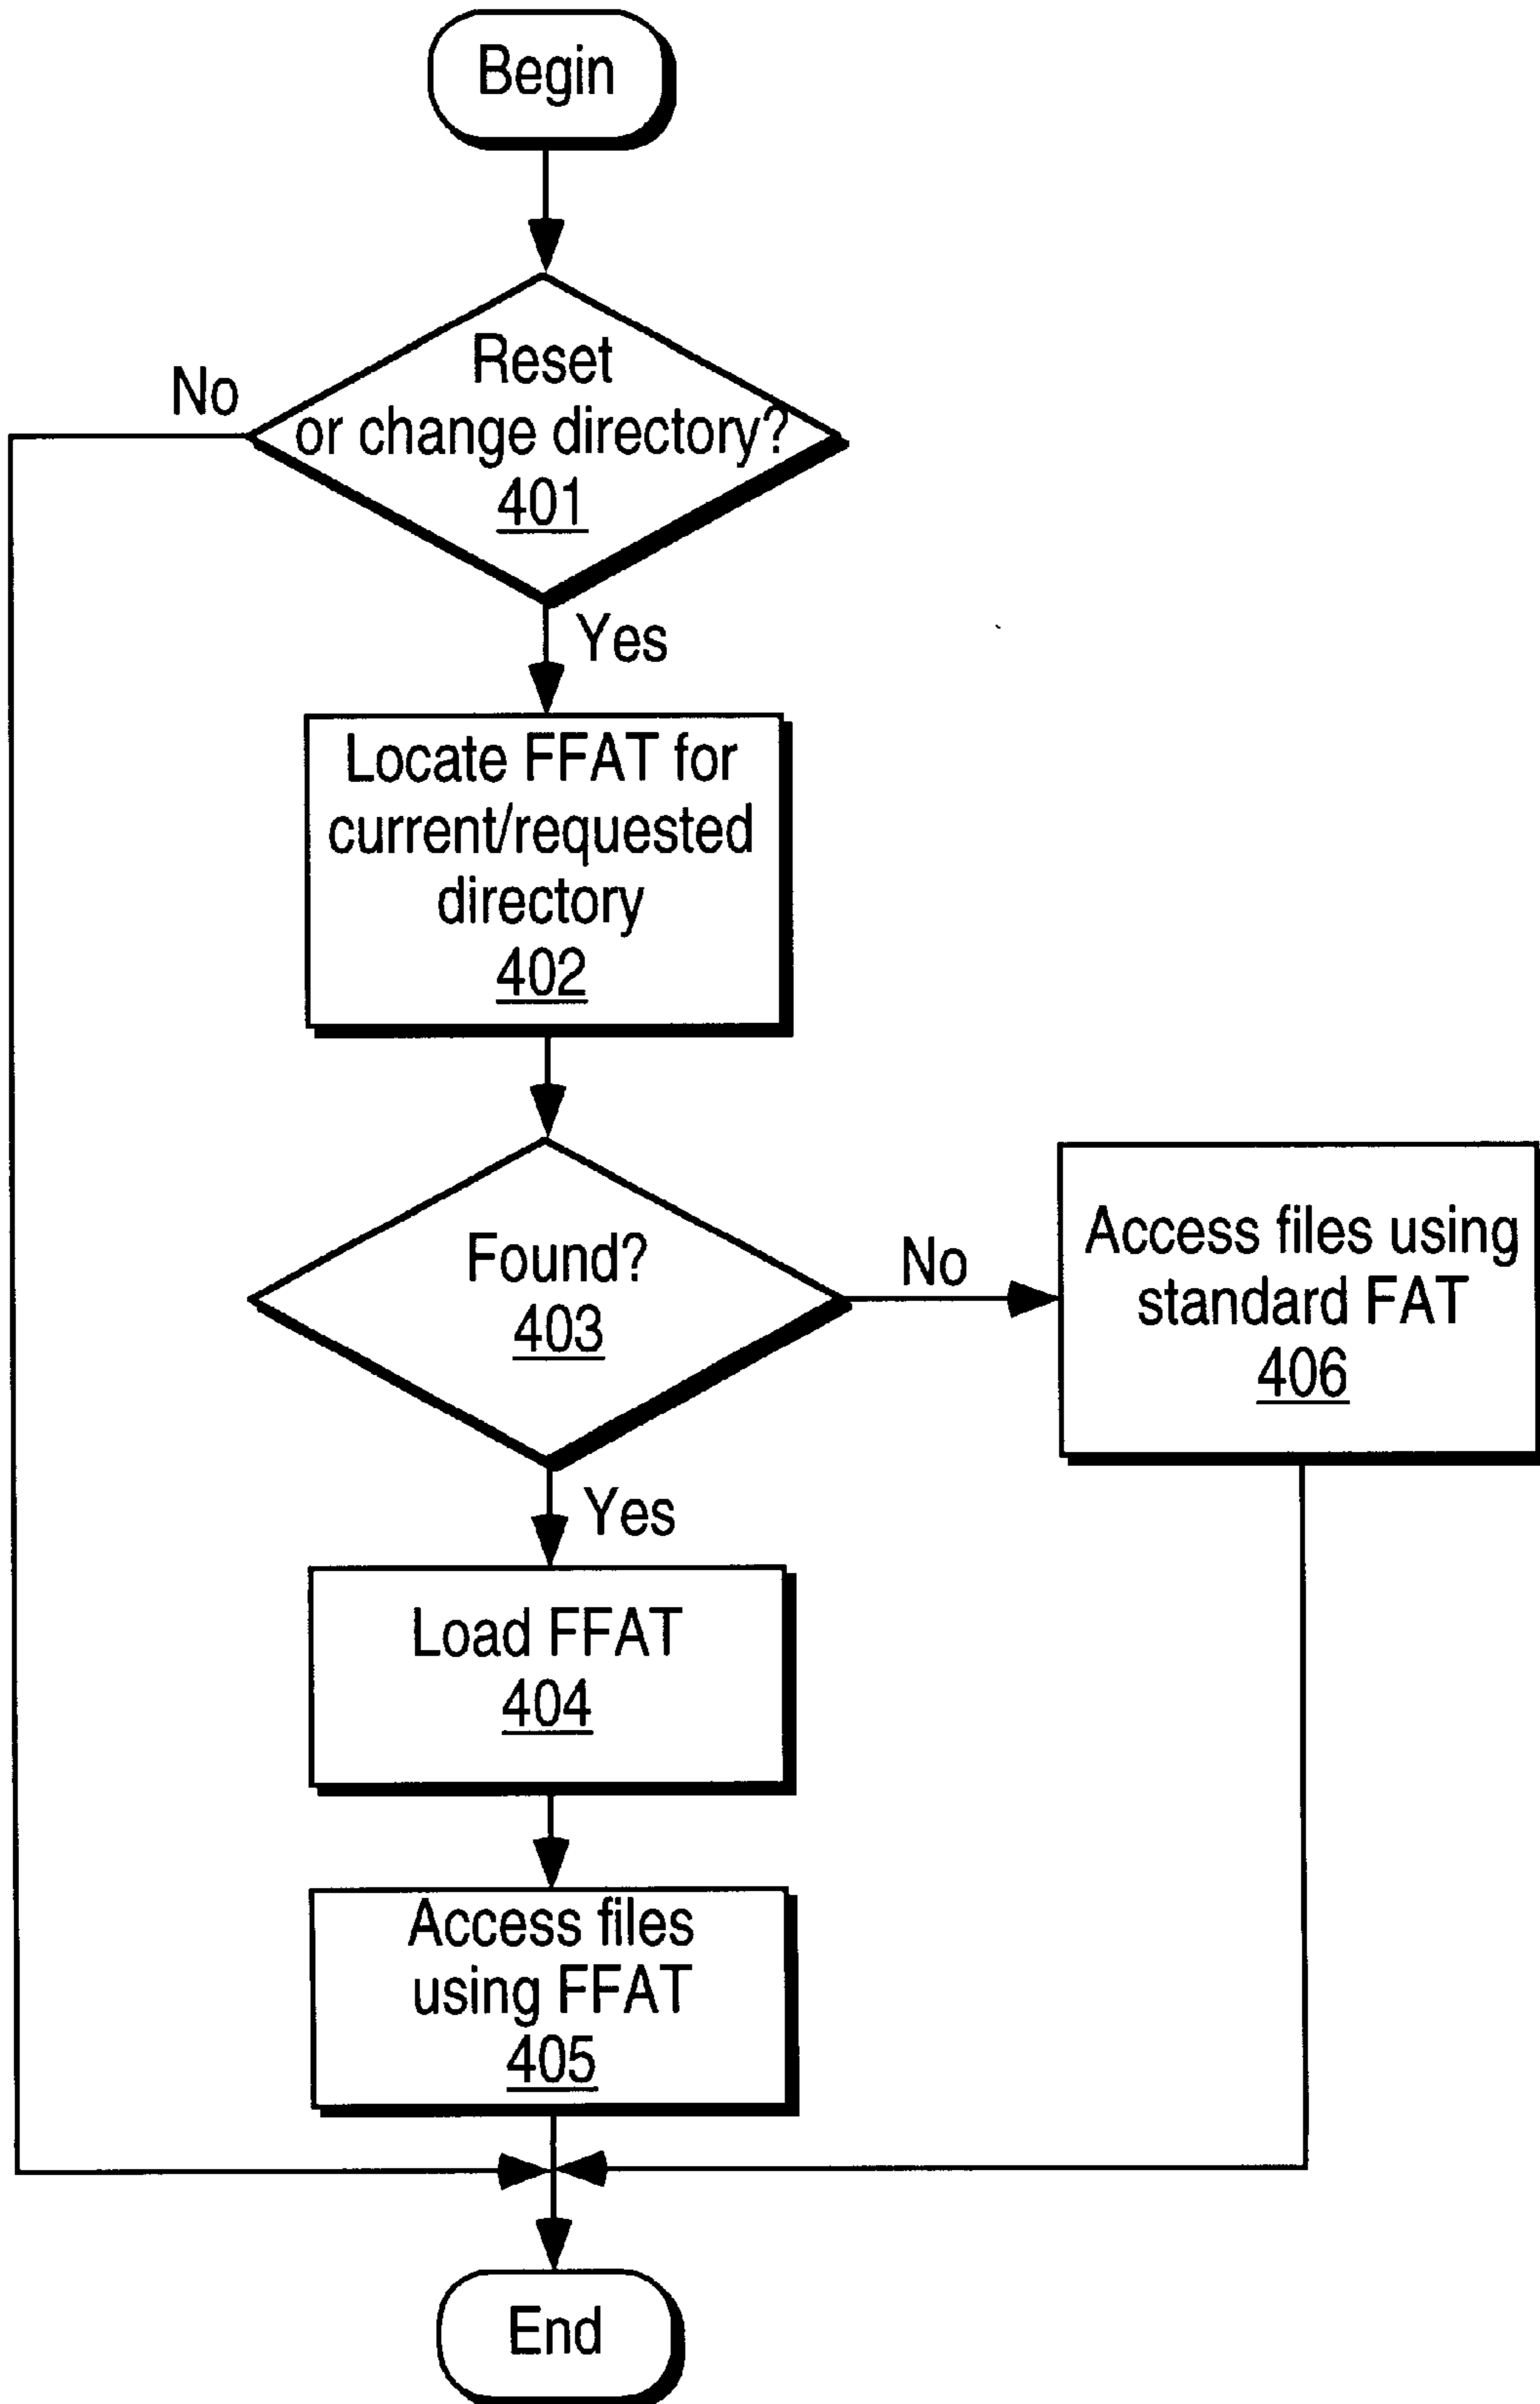 Begin
Reset
or change directory?
401
No
Yes
Locate FFAT for
current/requested
directory
402
Found?
403
No
Access files using
standard FAT
406
Yes
Load FFAT
404
Access files
using FFAT
405
End